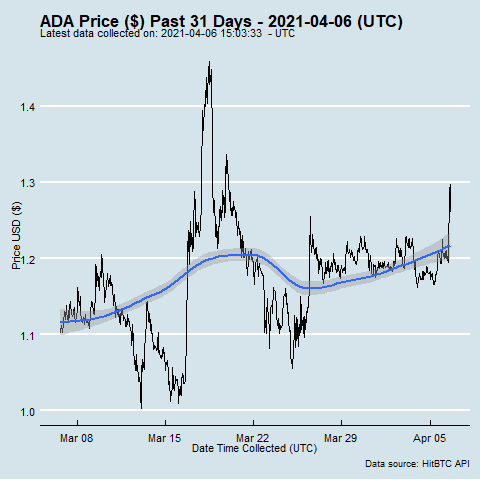 ADA Price ($) Past 31 Days - 2021-04-06 (UTC)
Latest data collected on: 2021-04-06 15:03:33  - UTC
1.4
1.3
1.2
1.1
1.0
Price USD ($)
Mar 08 Mar 15 Mar 22 Mar 29 Apr 05
Date Time Collected (UTC)
Data source: HitBTC API